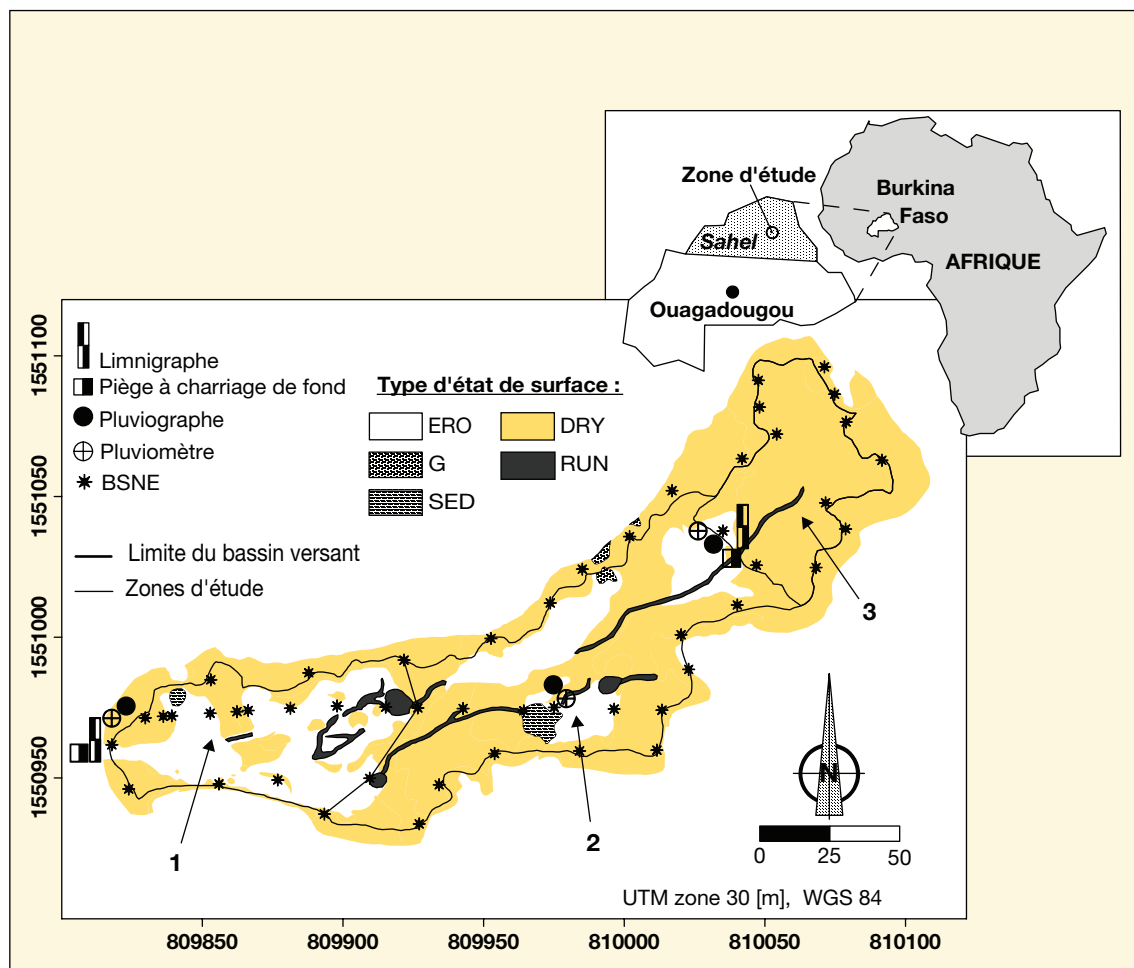 Zone d'étude
Burkina
Faso
Sahel
AFRIQUE
Ouagadougou
Limnigraphe
Piège à charriage de fond
Pluviographe
Pluviomètre
BSNE
Type d'état de surface :
ERO
DRY
G
RUN
SED
Limite du bassin versant
Zones d'étude
1
2
3
N
0 25 50
UTM zone 30 [m], WGS 84
1551100
1551050
1551000
1550950
809850 809900 809950 810000 810050 810100